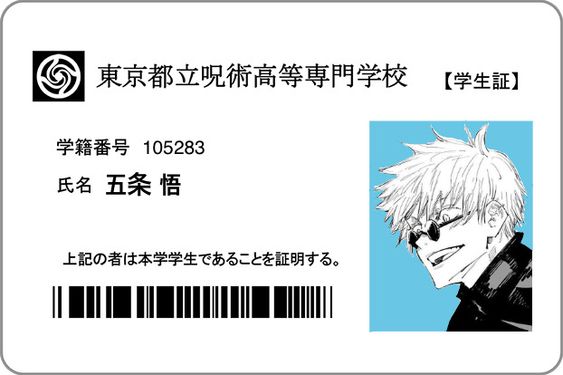 東京都立呪術高等専門学校 【学生証】
学籍番号 105283
氏名 五条 悟
上記の者は本学学生であることを証明する。